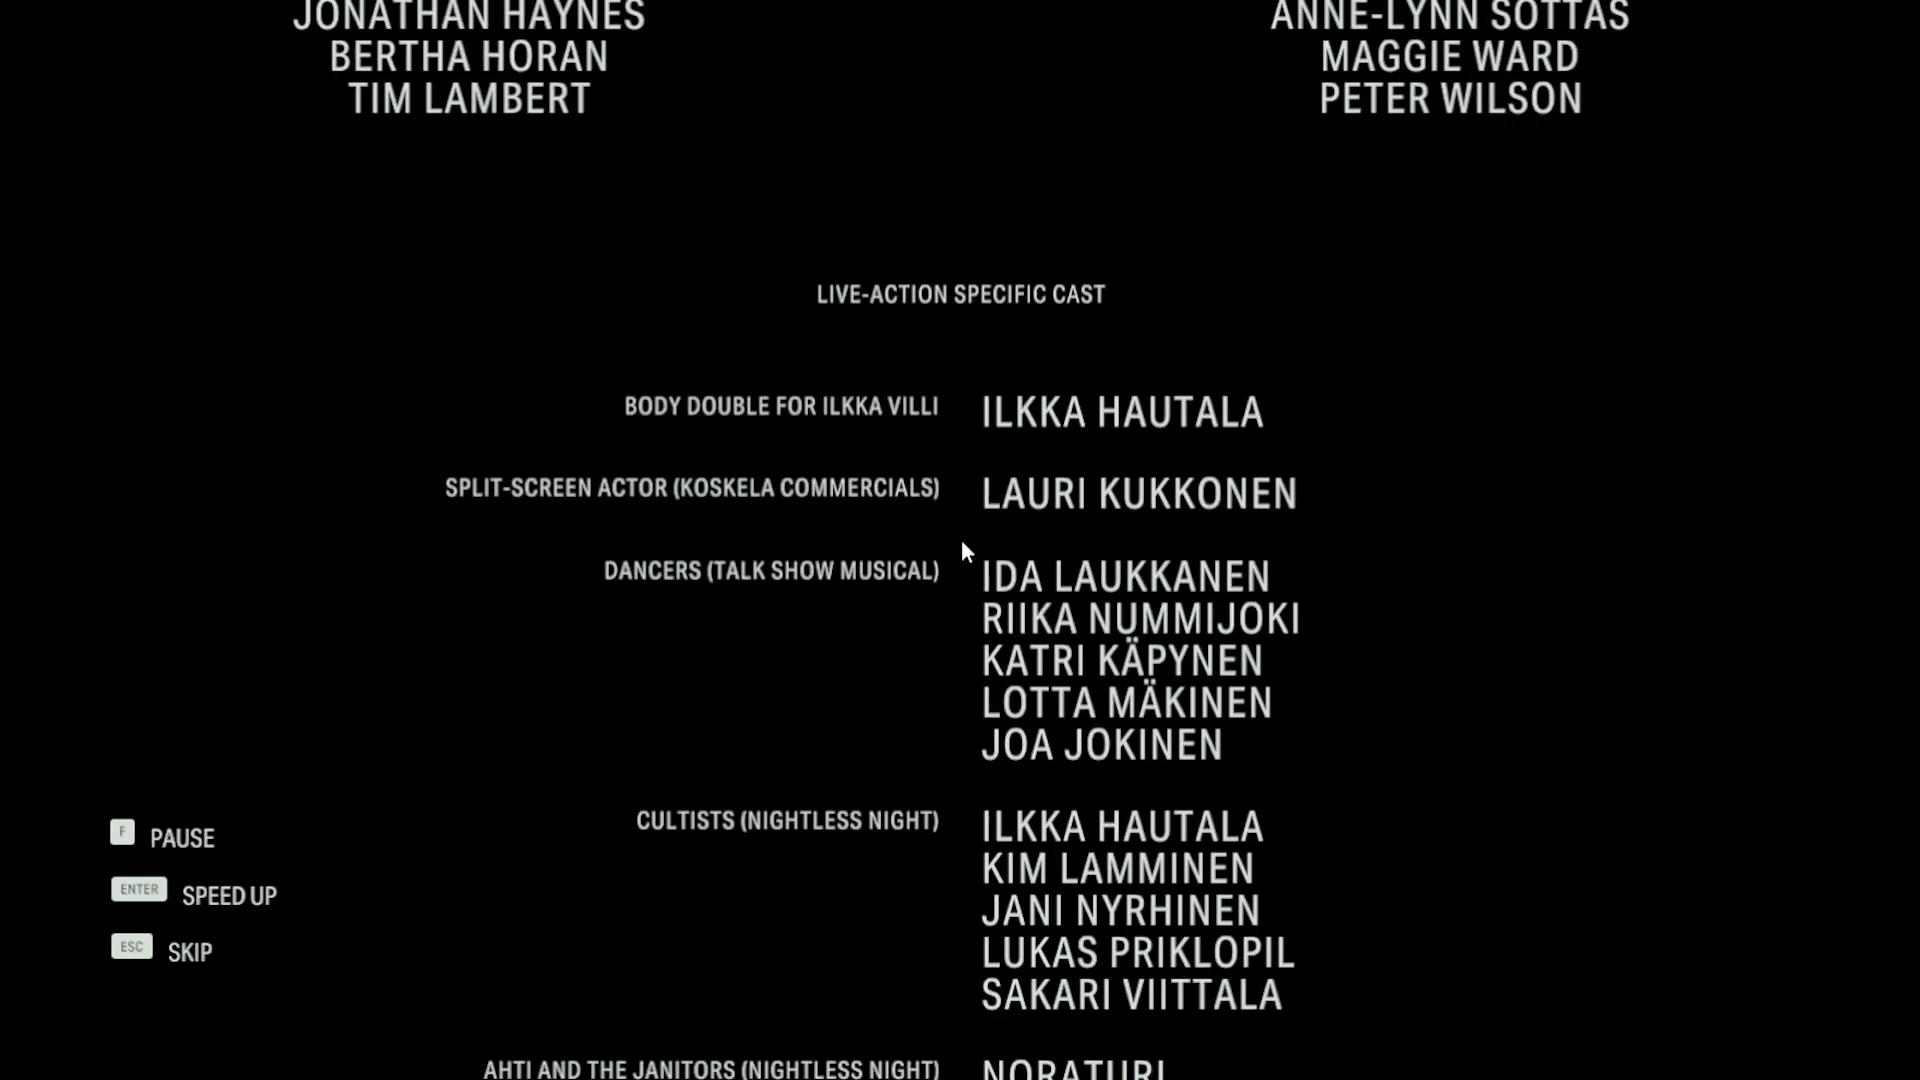 JONATHAN HAYNES
BERTHA HORAN
TIM LAMBERT
ANNE-LYNN SOTTAS
MAGGIE WARD
PETER WILSON
LIVE-ACTION SPECIFIC CAST
BODY DOUBLE FOR ILKKA VILLI ILKKA HAUTALA
SPLIT-SCREEN ACTOR (KOSKELA COMMERCIALS) LAURI KUKKONEN
DANCERS (TALK SHOW MUSICAL) IDA LAUKKANEN
RIIKA NUMMIJOKI
KATRI KÄPYNEN
LOTTA MÄKINEN
JOA JOKINEN
CULTISTS (NIGHTLESS NIGHT) ILKKA HAUTALA
KIM LAMMINEN
JANI NYRHINEN
LUKAS PRIKLOPIL
SAKARI VIITTALA
AHTI AND THE JANITORS (NIGHTLESS NIGHT) NORATURI
F PAUSE
ENTER SPEED UP
ESC SKIP